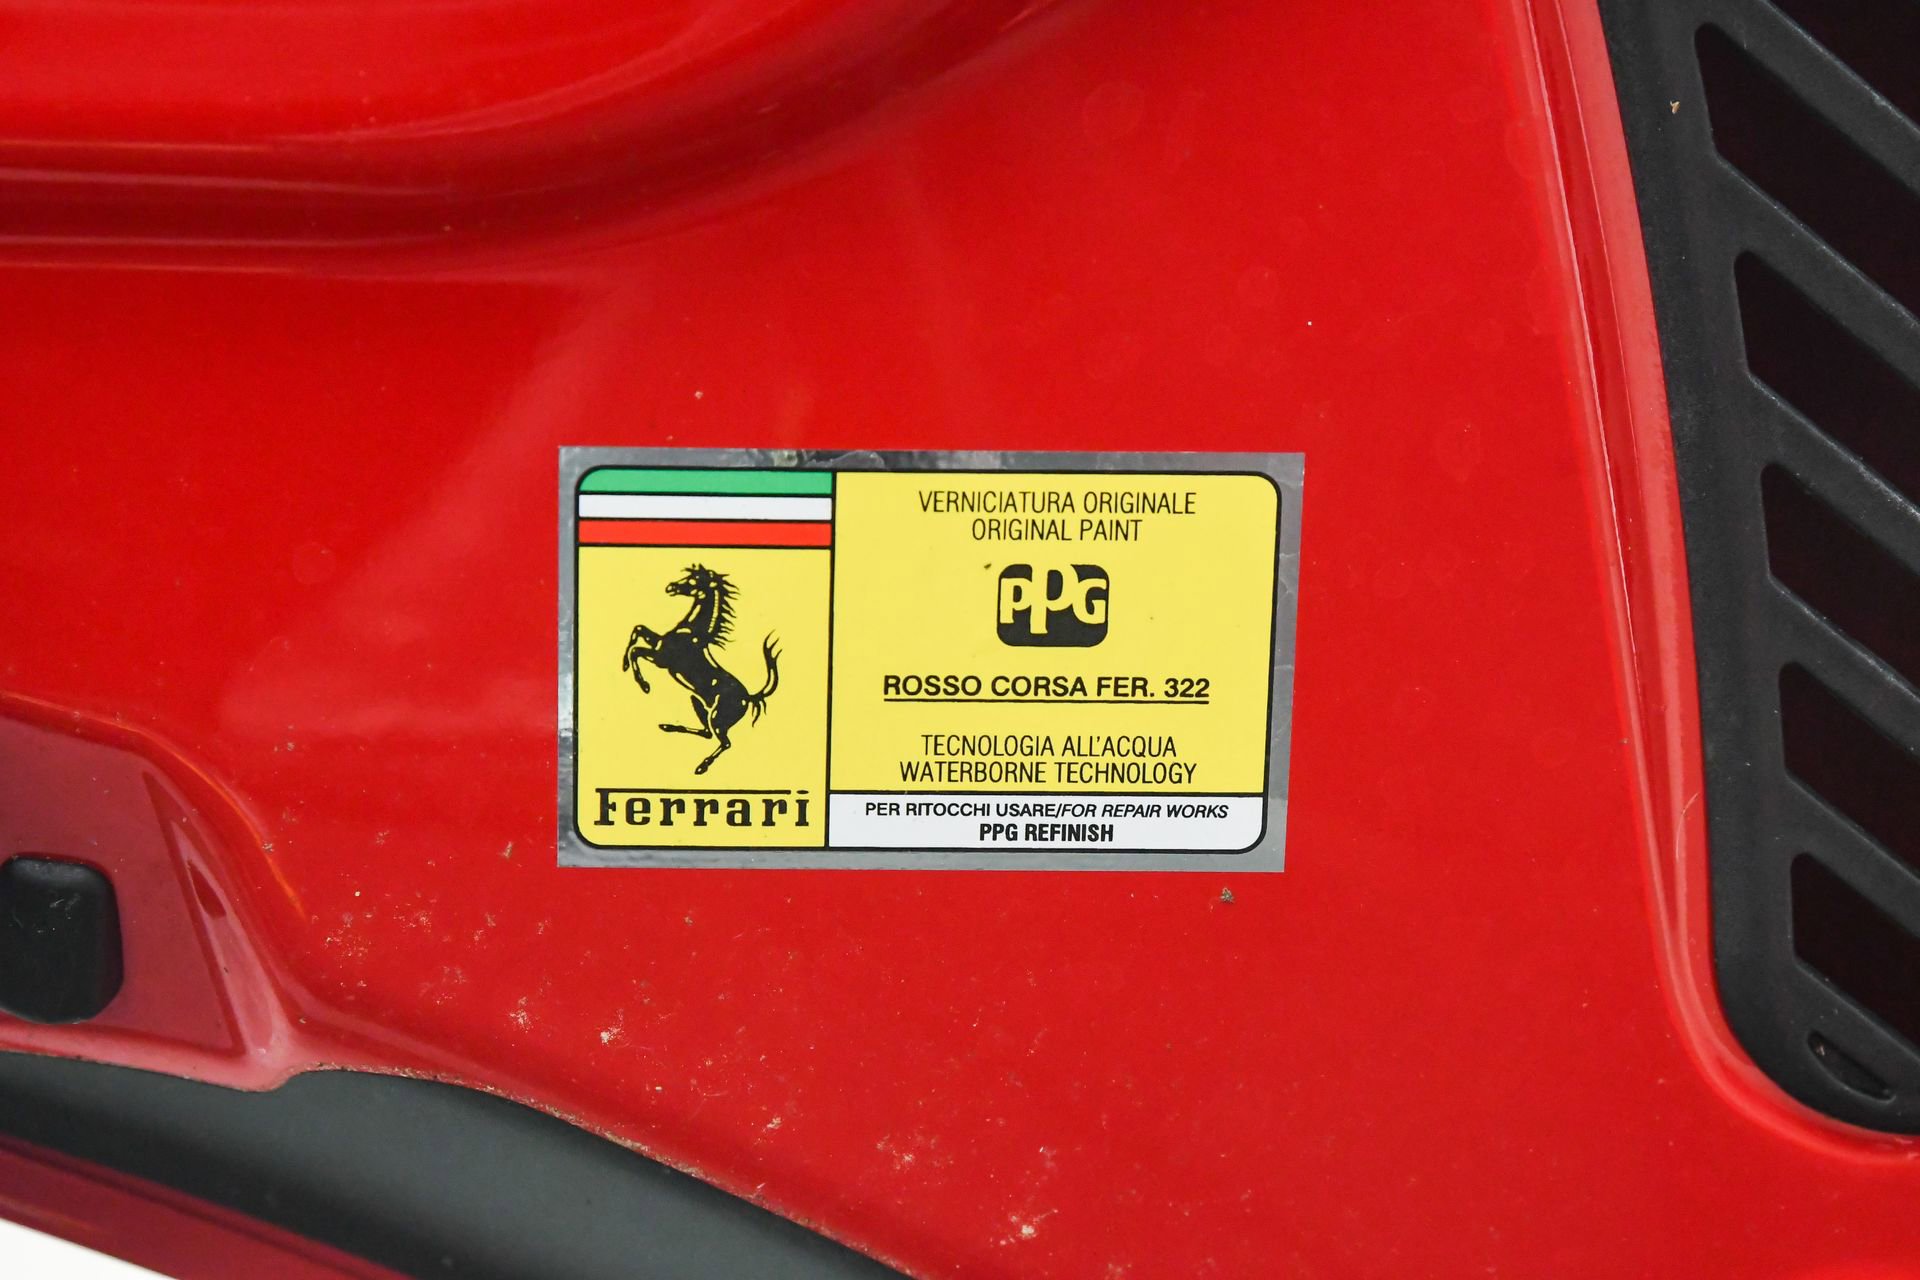 Ferrari
VERNICIATURA ORIGINALE
ORIGINAL PAINT
PPG
ROSSO CORSA FER. 322
TECNOLOGIA ALL'ACQUA
WATERBORNE TECHNOLOGY
PER RITOCCHI USARE/FOR REPAIR WORKS
PPG REFINISH